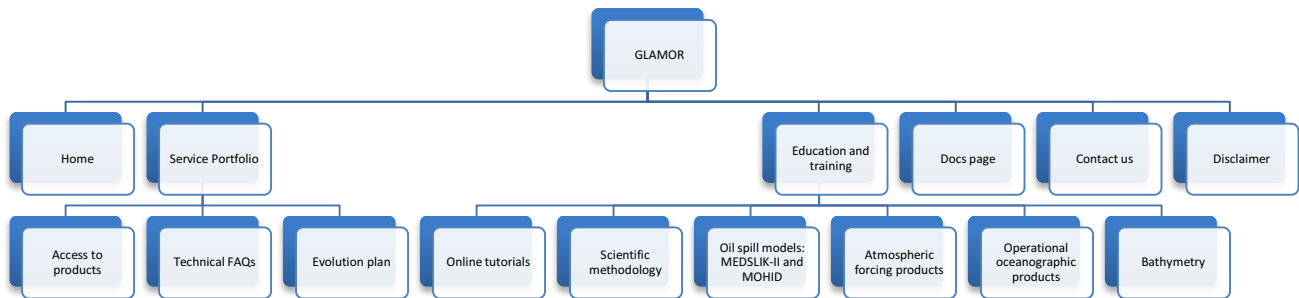 GLAMOR
Home
Service Portfolio
Education and
training
Docs page
Contact us
Disclaimer
Access to
products
Technical FAQs
Evolution plan
Online tutorials
Scientific
methodology
Oil spill models:
MEDSLIK-II and
MOHID
Atmospheric
forcing products
Operational
oceanographic
products
Bathymetry